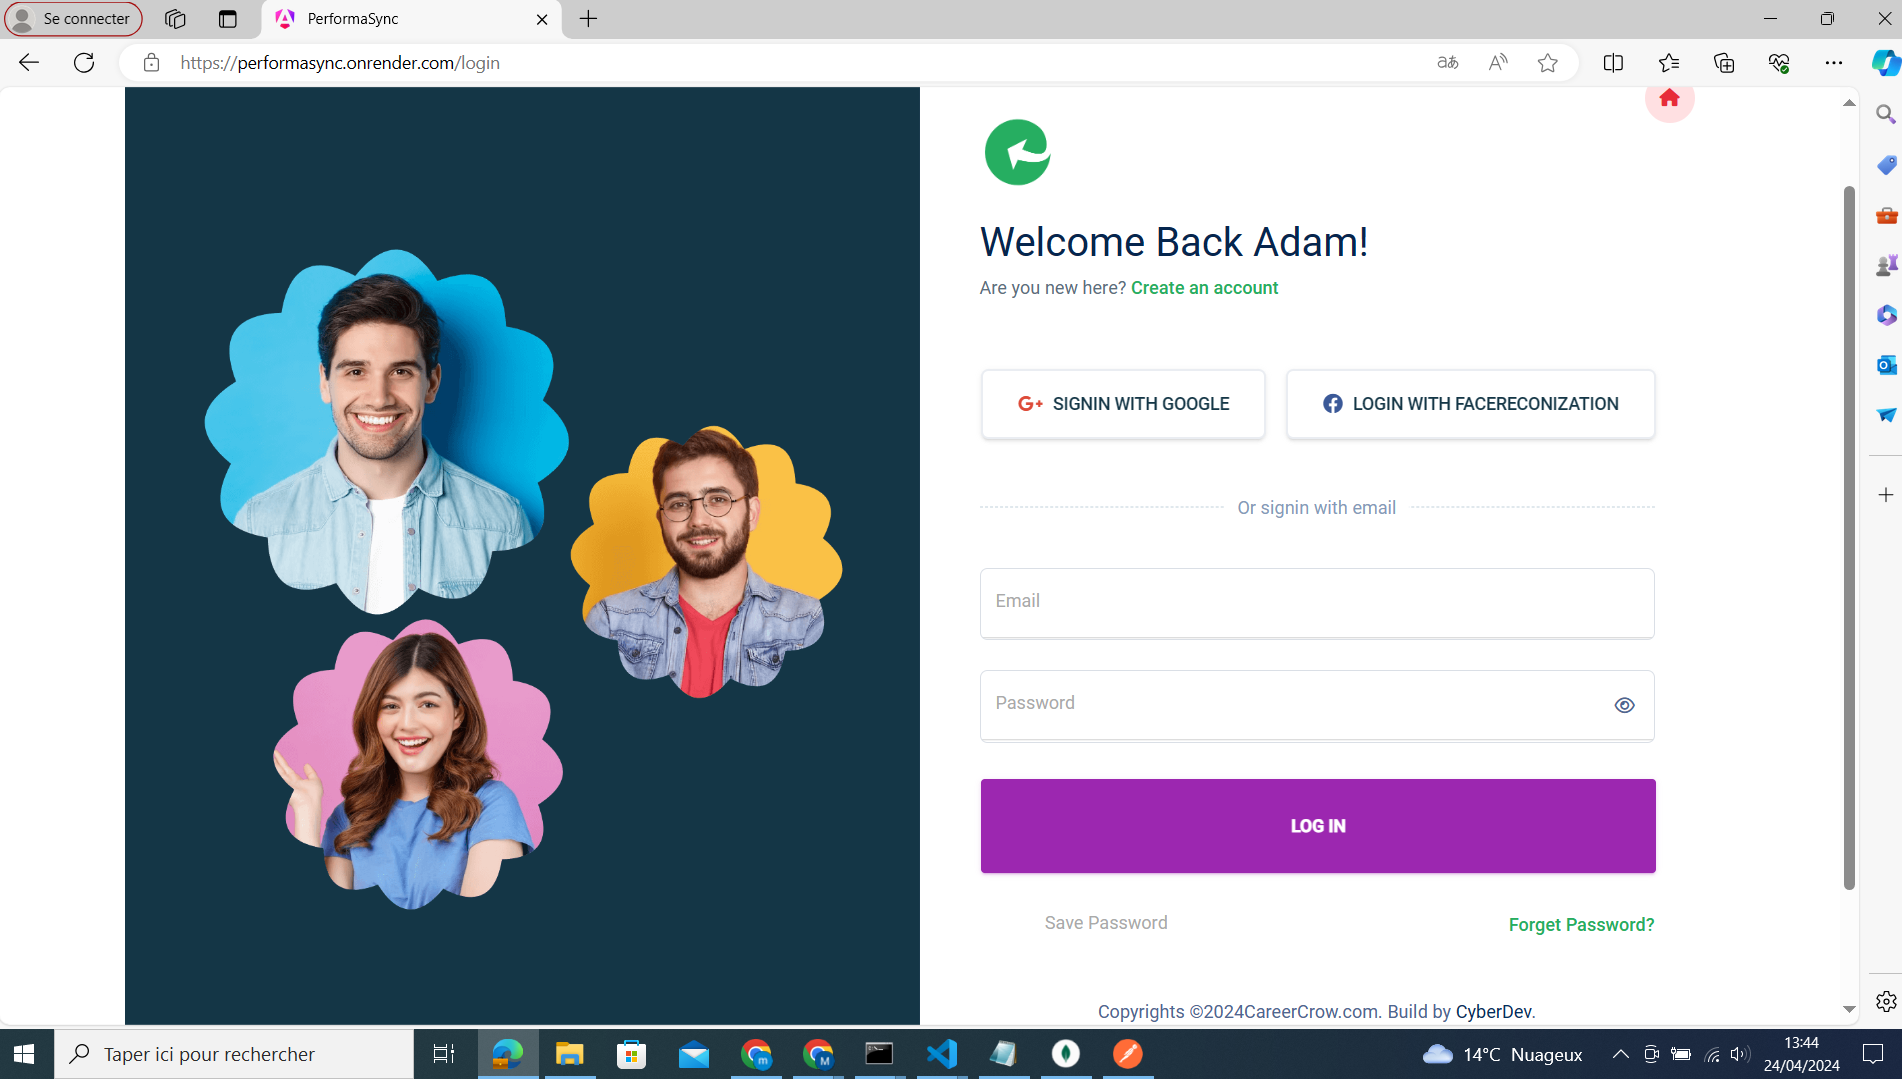 Se connecter
PerformaSync
https://performasync.onrender.com/login
Welcome Back Adam!
Are you new here? Create an account
G+ SIGNIN WITH GOOGLE
LOGIN WITH FACERECONIZATION
Or signin with email
Email
Password
LOG IN
Save Password
Forget Password?
Copyrights ©2024CareerCrow.com. Build by CyberDev.
Taper ici pour rechercher
14°C Nuageux
13:44
24/04/2024